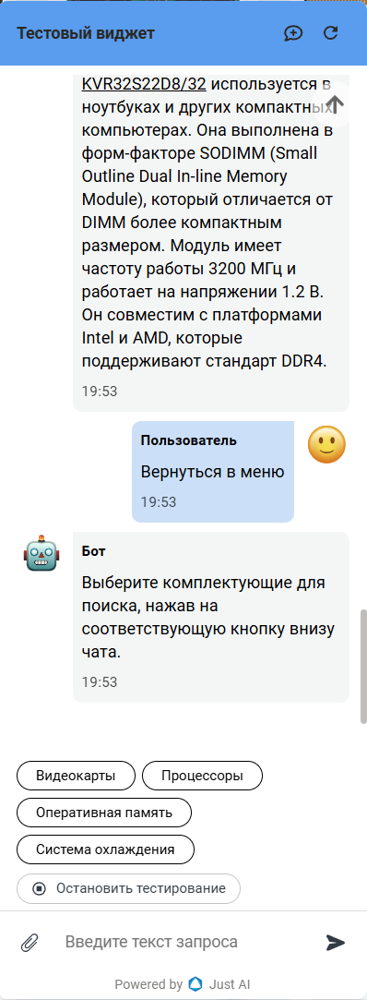 Тестовый виджет
KVR32S22D8/32 используется в
ноутбуках и других компактных
компьютерах. Она выполнена в
форм-факторе SODIMM (Small
Outline Dual In-line Memory
Module), который отличается от
DIMM более компактным
размером. Модуль имеет
частоту работы 3200 МГц и
работает на напряжении 1.2 В.
Он совместим с платформами
Intel и AMD, которые
поддерживают стандарт DDR4.
19:53
Пользователь
Вернуться в меню
19:53
Бот
Выберите комплектующие для
поиска, нажав на
соответствующую кнопку внизу
чата.
19:53
Видеокарты Процессоры
Оперативная память
Система охлаждения
Остановить тестирование
Введите текст запроса
Powered by Just AI